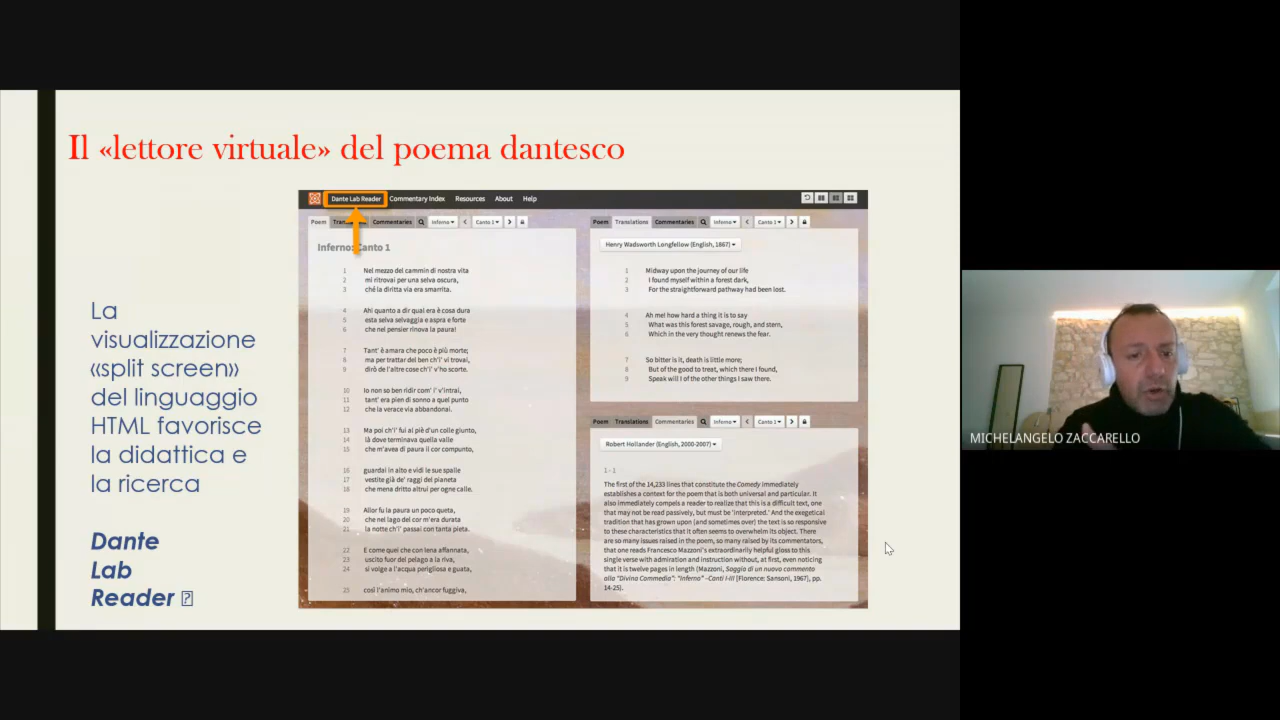 Il «lettore virtuale» del poema dantesco
La
visualizzazione
«split screen»
del linguaggio
HTML favorisce
la didattica e
la ricerca
Dante
Lab
Reader
Dante Lab Reader Commentary Index Resources About Help
Poem Commentaries Inferno Canto 1
Inferno: Canto 1
1 Nel mezzo del cammin di nostra vita
2 mi ritrovai per una selva oscura,
3 ché la diritta via era smarrita.
4 Ahi quanto a dir qual era è cosa dura
5 esta selva selvaggia e aspra e forte
6 che nel pensier rinova la paura!
7 Tant' è amara che poco è più morte;
8 ma per trattar del ben ch'i' vi trovai,
9 dirò de l'altre cose ch'i' v'ho scorte.
10 Io non so ben ridir com' i' v'intrai,
11 tant' era pien di sonno a quel punto
12 che la verace via abbandonai.
13 Ma poi ch'i' fui al piè d'un colle giunto,
14 là dove terminava quella valle
15 che m'avea di paura il cor compunto,
16 guardai in alto e vidi le sue spalle
17 vestite già de' raggi del pianeta
18 che mena dritto altrui per ogne calle.
19 Allor fu la paura un poco queta,
20 che nel lago del cor m'era durata
21 la notte ch'i' passai con tanta pieta.
22 E come quei che con lena affannata,
23 uscito fuor del pelago a la riva,
24 si volge a l'acqua perigliosa e guata,
25 così l'animo mio, ch'ancor fuggiva,
Poem Translations Commentaries Inferno Canto 1
Henry Wadsworth Longfellow (English, 1867)
1 Midway upon the journey of our life
2 I found myself within a forest dark,
3 For the straightforward pathway had been lost.
4 Ah me! how hard a thing it is to say
5 What was this forest savage, rough, and stern,
6 Which in the very thought renews the fear.
7 So bitter is it, death is little more;
8 But of the good to treat, which there I found,
9 Speak will I of the other things I saw there.
Poem Translations Commentaries Inferno Canto 1
Robert Hollander (English, 2000-2007)
1 - 1
The first of the 14,233 lines that constitute the Comedy immediately
establishes a context for the poem that is both universal and particular. It
also immediately compels a reader to realize that this is a difficult text, one
that may not be read passively, but must be 'interpreted.' And the exegetical
tradition that has grown upon (and sometimes over) the text is so responsive
to these characteristics that it often seems to overwhelm its object. There
are so many issues raised in the poem, so many raised by its commentators,
that one reads Francesco Mazzoni's extraordinarily helpful gloss to this
single verse with admiration and instruction without, at first, even noticing
that it is twelve pages in length (Mazzoni, Saggio di un nuovo commento
alla "Divina Commedia": "Inferno" –Canti I-III [Florence: Sansoni, 1967], pp.
14-25).
MICHELANGELO ZACCARELLO